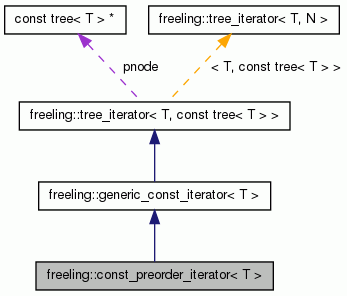 const tree< T > *
freeling::tree_iterator< T, N >
pnode
< T, const tree< T > >
freeling::tree_iterator< T, const tree< T > >
freeling::generic_const_iterator< T >
freeling::const_preorder_iterator< T >